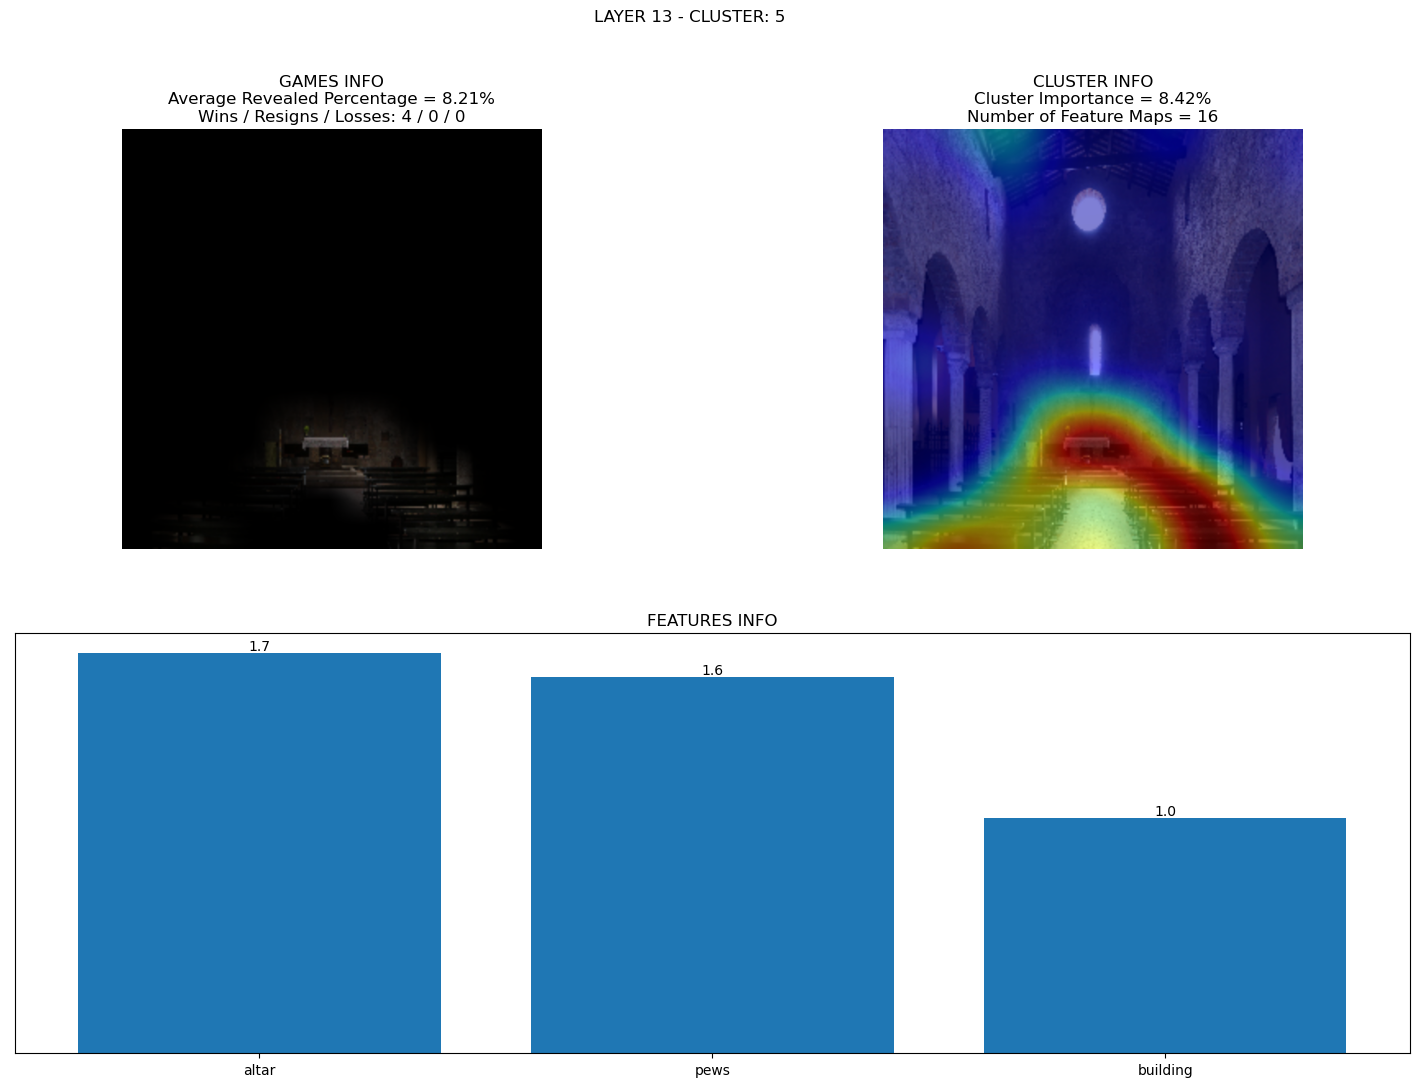 LAYER 13 - CLUSTER: 5
GAMES INFO
Average Revealed Percentage = 8.21%
Wins / Resigns / Losses: 4 / 0 / 0
CLUSTER INFO
Cluster Importance = 8.42%
Number of Feature Maps = 16
FEATURES INFO
1.7
1.6
1.0
altar
pews
building